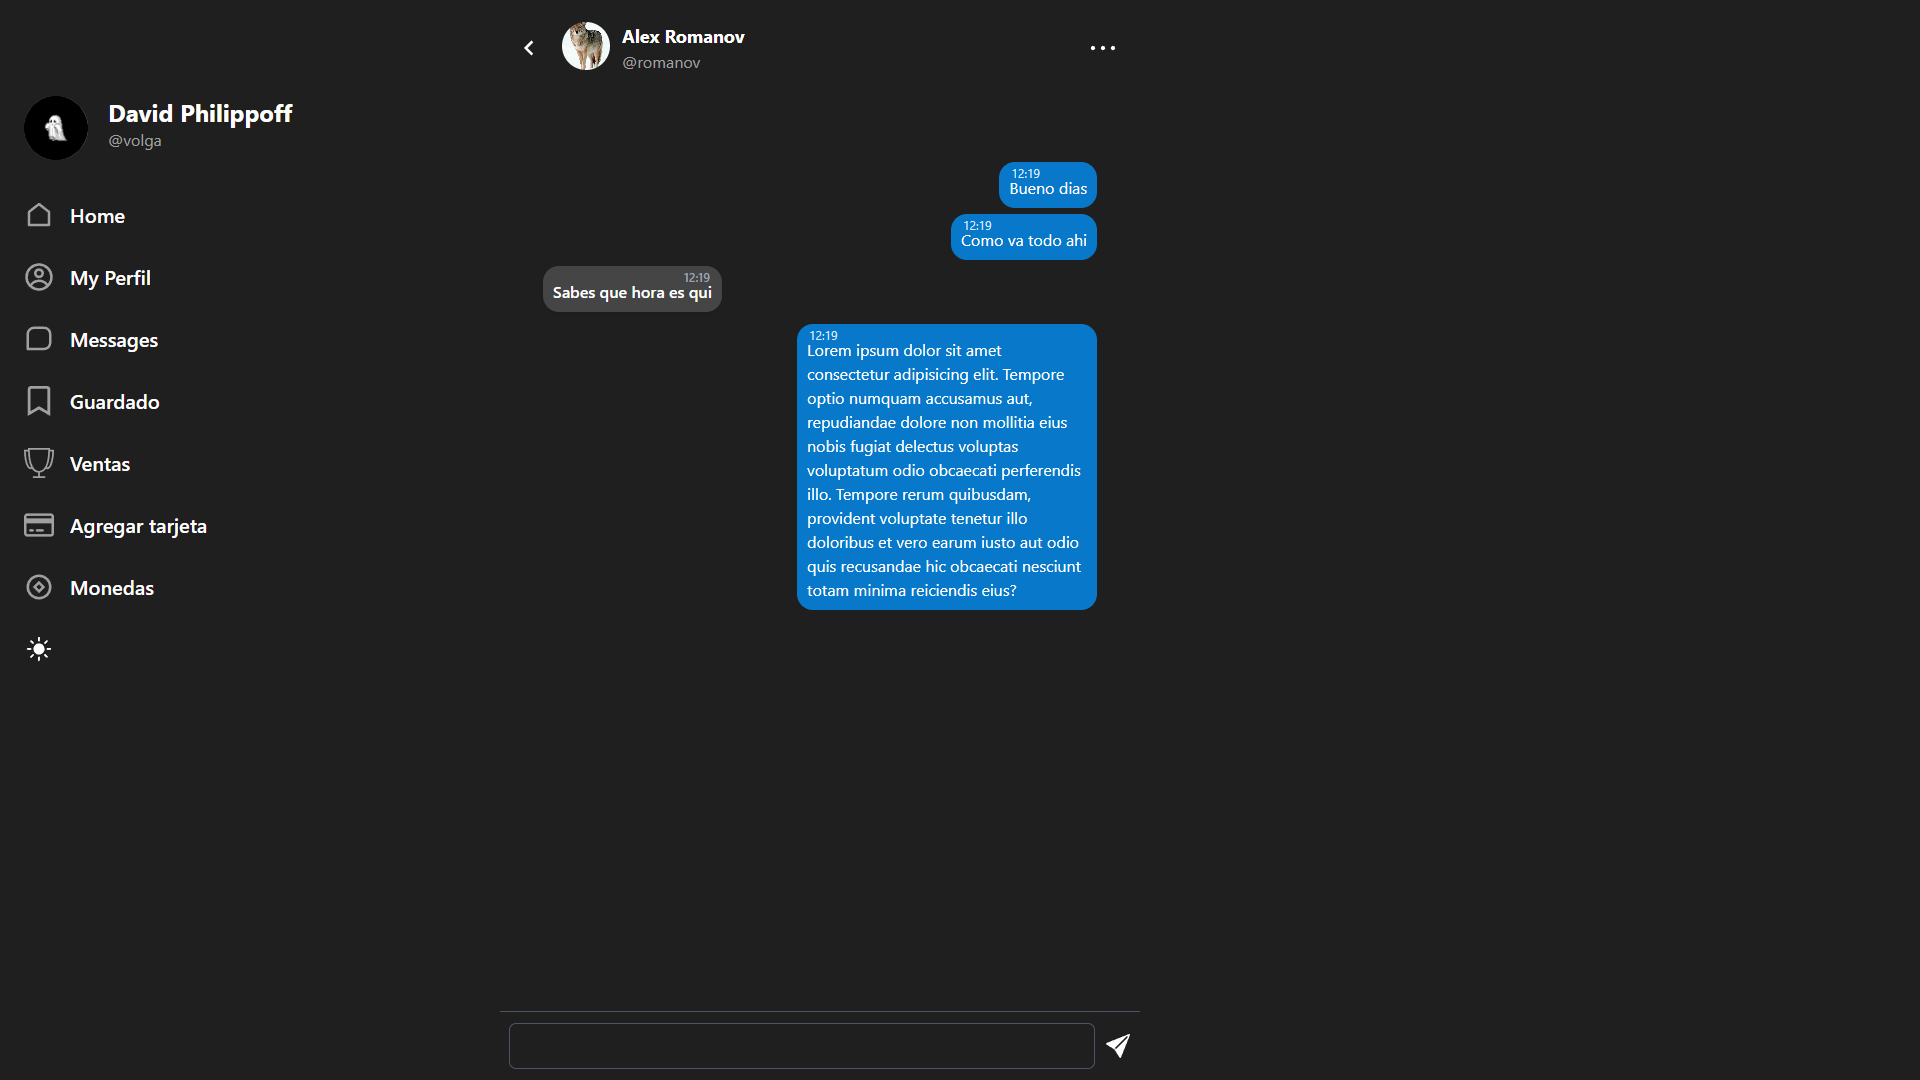 David Philippoff
@volga
Home
My Perfil
Messages
Guardado
Ventas
Agregar tarjeta
Monedas
Alex Romanov
@romanov
12:19
Bueno dias
12:19
Como va todo ahi
12:19
Sabes que hora es qui
12:19
Lorem ipsum dolor sit amet
consectetur adipisicing elit. Tempore
optio numquam accusamus aut,
repudiandae dolore non mollitia eius
nobis fugiat delectus voluptas
voluptatum odio obcaecati perferendis
illo. Tempore rerum quibusdam,
provident voluptate tenetur illo
doloribus et vero earum iusto aut odio
quis recusandae hic obcaecati nesciunt
totam minima reiciendis eius?